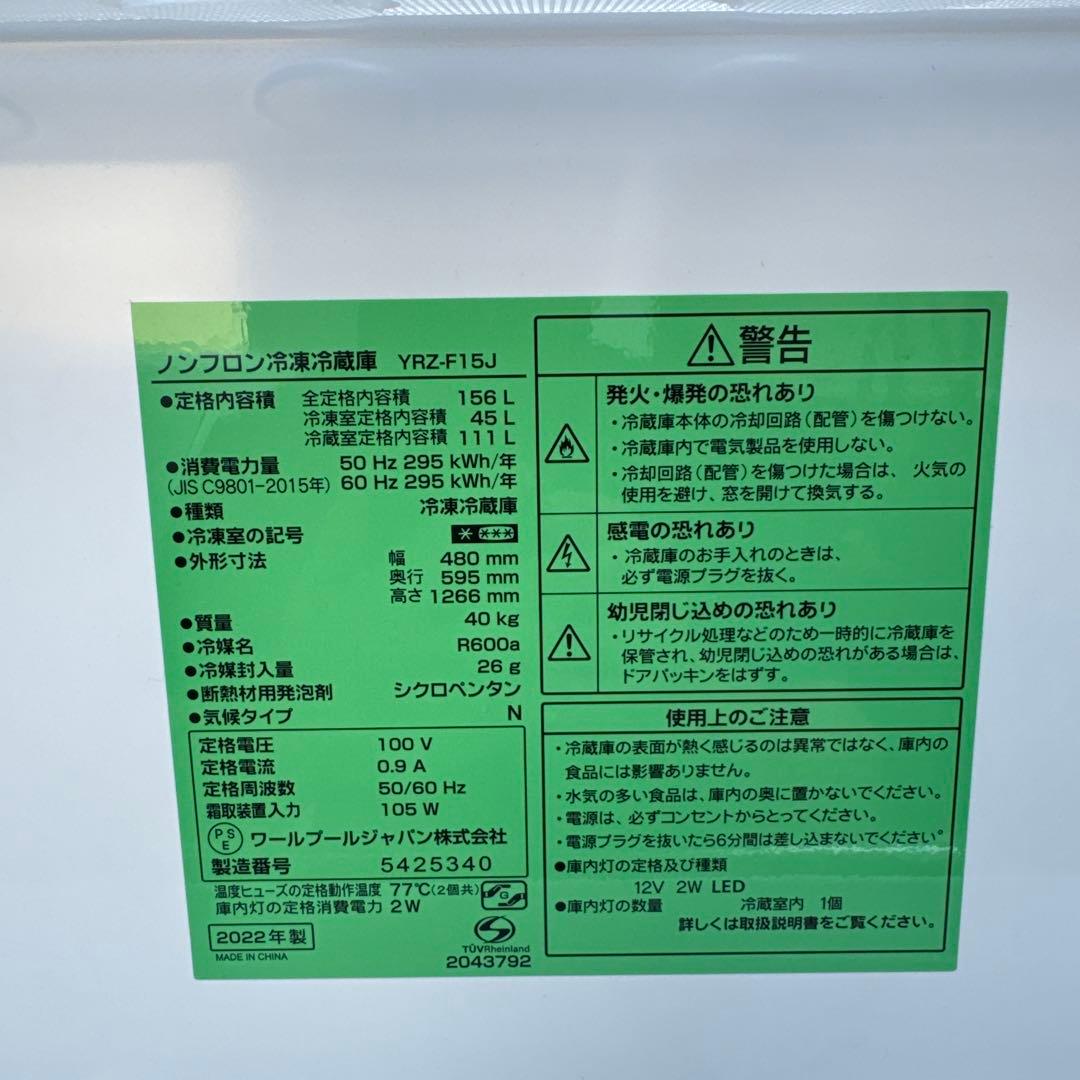 ノンフロン冷凍冷蔵庫 YRZ-F15J
●定格内容積 全定格内容積 156 L
冷凍室定格内容積 45 L
冷蔵室定格内容積 111 L
●消費電力量 50 Hz 295 kWh/年
(JIS C9801-2015年) 60 Hz 295 kWh/年
●種類 冷凍冷蔵庫
●冷凍室の記号
●外形寸法 幅 480 mm
奥行 595 mm
高さ 1266 mm
●質量 40 kg
●冷媒名 R600a
●冷媒封入量 26 g
●断熱材用発泡剤 シクロペンタン
●気候タイプ N
定格電圧 100 V
定格電流 0.9 A
定格周波数 50/60 Hz
霜取装置入力 105 W
PSE ワールプールジャパン株式会社
製造番号 5425340
温度ヒューズの定格動作温度 77℃(2個共)
庫内灯の定格消費電力 2W
G
2022年製
MADE IN CHINA
TÜVRheinland
2043792
警告
発火・爆発の恐れあり
・冷蔵庫本体の冷却回路(配管)を傷つけない。
・冷蔵庫内で電気製品を使用しない。
・冷却回路(配管)を傷つけた場合は、火気の
使用を避け、窓を開けて換気する。
感電の恐れあり
・冷蔵庫のお手入れのときは、
必ず電源プラグを抜く。
幼児閉じ込めの恐れあり
・リサイクル処理などのため一時的に冷蔵庫を
保管され、幼児閉じ込めの恐れがある場合は、
ドアパッキンをはずす。
使用上のご注意
・冷蔵庫の表面が熱く感じるのは異常ではなく、庫内の
食品には影響ありません。
・水気の多い食品は、庫内の奥に置かないでください。
・電源は、必ずコンセントからとってください。
・電源プラグを抜いたら6分間は差し込まないでください。
●庫内灯の定格及び種類
12V 2W LED
●庫内灯の数量 冷蔵室内 1個
詳しくは取扱説明書をご覧ください。